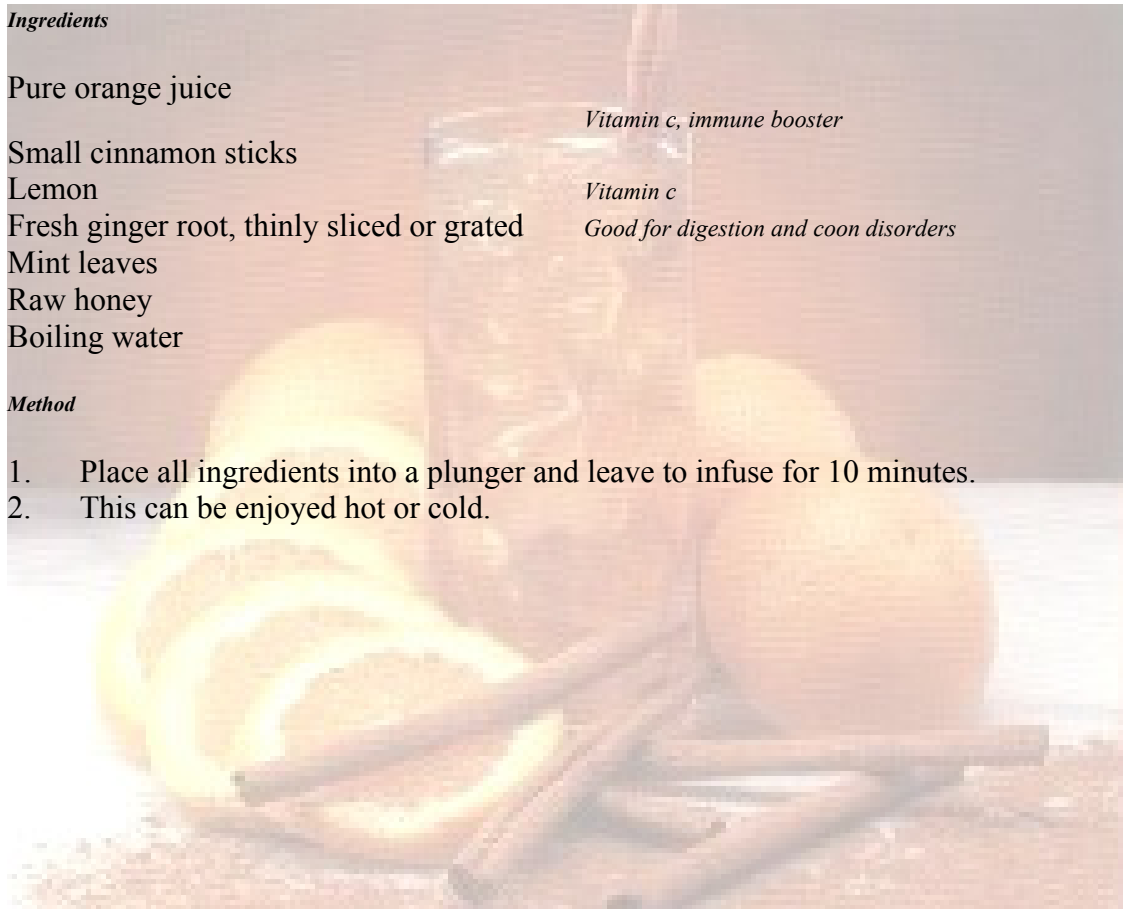 Ingredients
Pure orange juice
Vitamin c, immune booster
Small cinnamon sticks
Lemon Vitamin c
Fresh ginger root, thinly sliced or grated Good for digestion and coon disorders
Mint leaves
Raw honey
Boiling water
Method
1. Place all ingredients into a plunger and leave to infuse for 10 minutes.
2. This can be enjoyed hot or cold.